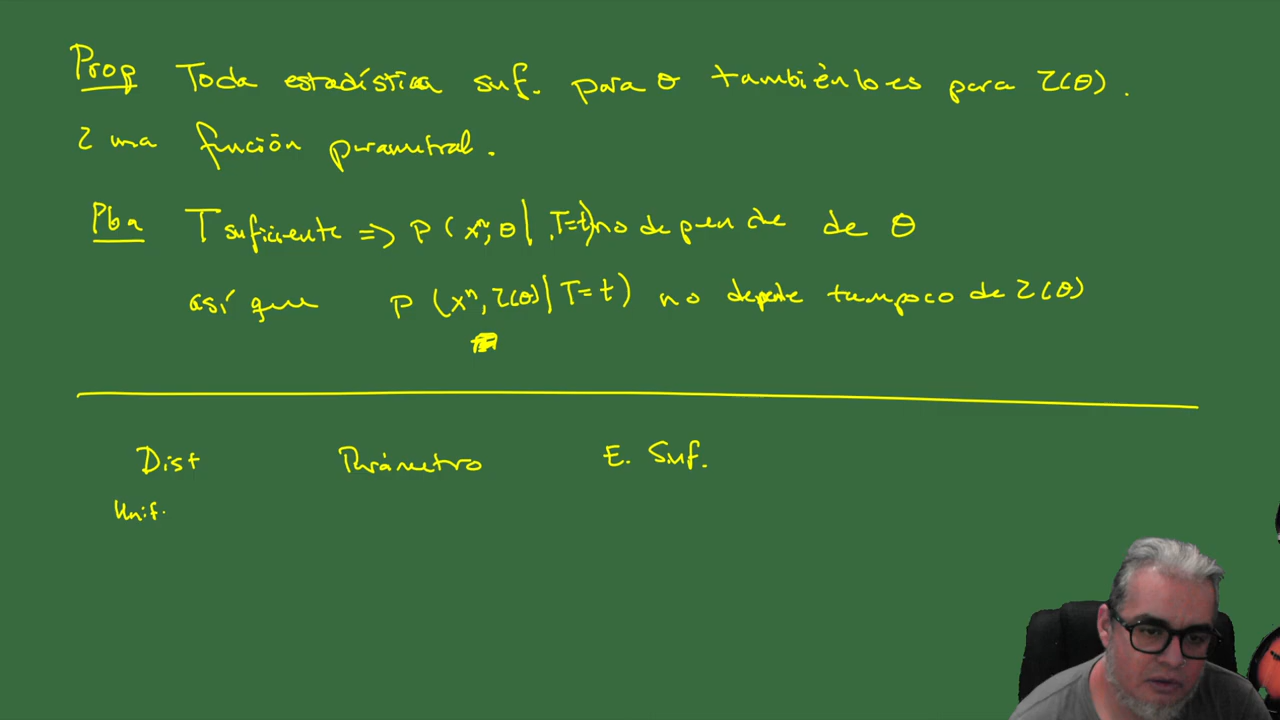 Prop Toda estadística suf. para θ también lo es para τ(θ).
τ una función parametral.
Pba T suficiente => P(xⁿ; θ | , T=t) no depende de θ
así que P(xⁿ, τ(θ) | T=t) no depende tampoco de τ(θ)
Dist Parámetro E. Suf.
Unif.